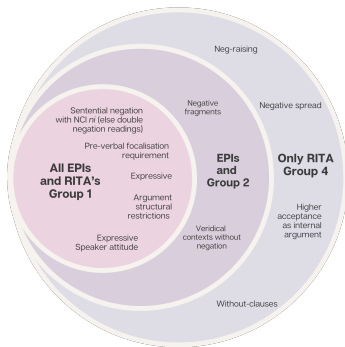 Neg-raising
Negative spread
Negative
fragments
Sentential negation
with NCI ni (else double
negation readings)
Pre-verbal focalisation
requirement
All EPIs
and RITA's
Group 1
Expressive
EPIs
and
Group 2
Only RITA
Group 4
Argument
structural
restrictions
Higher
acceptance
as internal
argument
Expressive
Speaker attitude
Veridical
contexts without
negation
Without-clauses